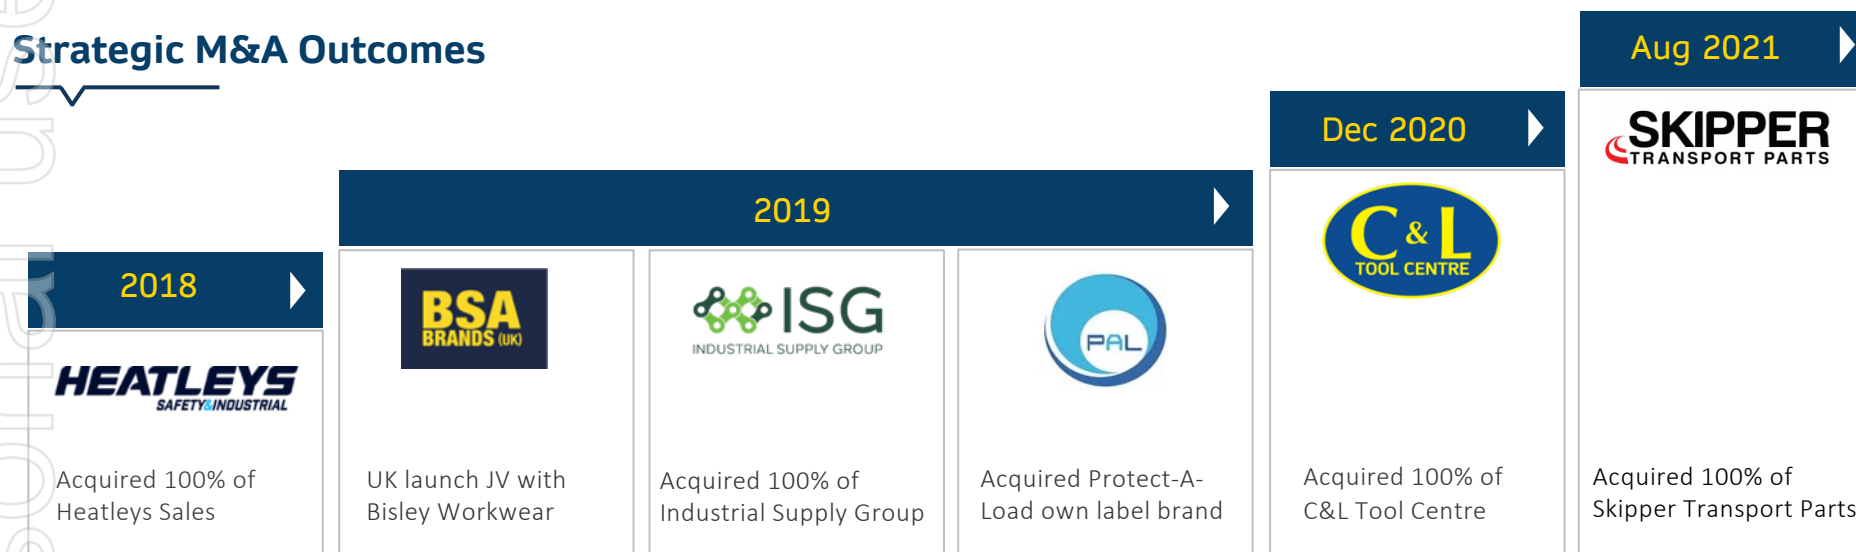 Strategic M&A Outcomes
2018
HEATLEYS
SAFETY&INDUSTRIAL
Acquired 100% of
Heatleys Sales
2019
BSA
BRANDS (UK)
UK launch JV with
Bisley Workwear
ISG
INDUSTRIAL SUPPLY GROUP
Acquired 100% of
Industrial Supply Group
PAL
Acquired Protect-A-
Load own label brand
Dec 2020
C & L
TOOL CENTRE
Acquired 100% of
C&L Tool Centre
Aug 2021
SKIPPER
TRANSPORT PARTS
Acquired 100% of
Skipper Transport Parts